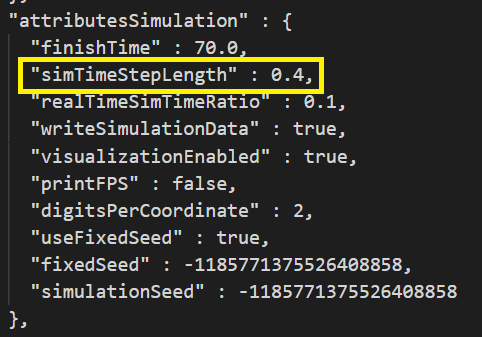 "attributesSimulation" : {
"finishTime" : 70.0,
"simTimeStepLength" : 0.4,
"realTimeSimTimeRatio" : 0.1,
"writeSimulationData" : true,
"visualizationEnabled" : true,
"printFPS" : false,
"digitsPerCoordinate" : 2,
"useFixedSeed" : true,
"fixedSeed" : -1185771375526408858,
"simulationSeed" : -1185771375526408858
},